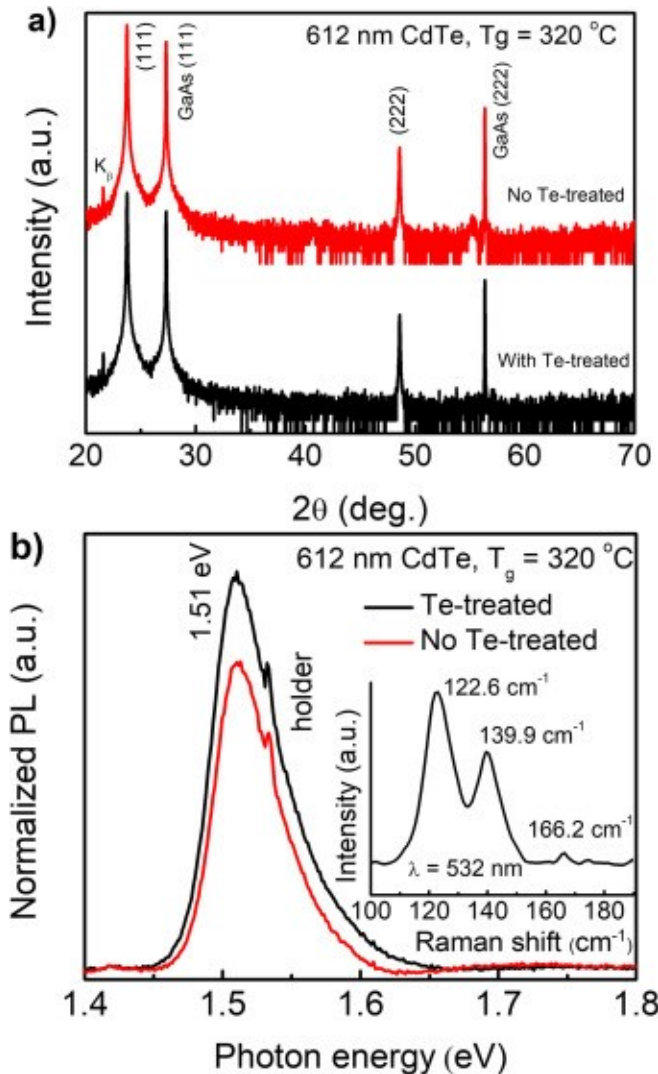 a)
612 nm CdTe, Tg = 320 °C
(111)
GaAs (111)
(222)
GaAs (222)
Kβ
No Te-treated
With Te-treated
Intensity (a.u.)
20 30 40 50 60 70
2θ (deg.)
b)
612 nm CdTe, Tg = 320 °C
1.51 eV
holder
Te-treated
No Te-treated
122.6 cm⁻¹
139.9 cm⁻¹
166.2 cm⁻¹
λ = 532 nm
Intensity (a.u.)
100 120 140 160 180
Raman shift (cm⁻¹)
Normalized PL (a.u.)
1.4 1.5 1.6 1.7 1.8
Photon energy (eV)